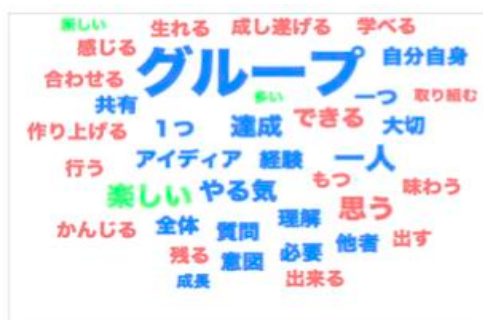 楽しい 生れる 成し遂げる 学べる
感じる グループ 自分自身
合わせる 共有 多い 一つ 取り組む
作り上げる 1つ 達成 できる 大切
行う アイディア 経験 一人
楽しい やる気 もつ 味わう
かんじる 全体 質問 理解 思う
残る 意図 必要 他者 出す
成長 出来る